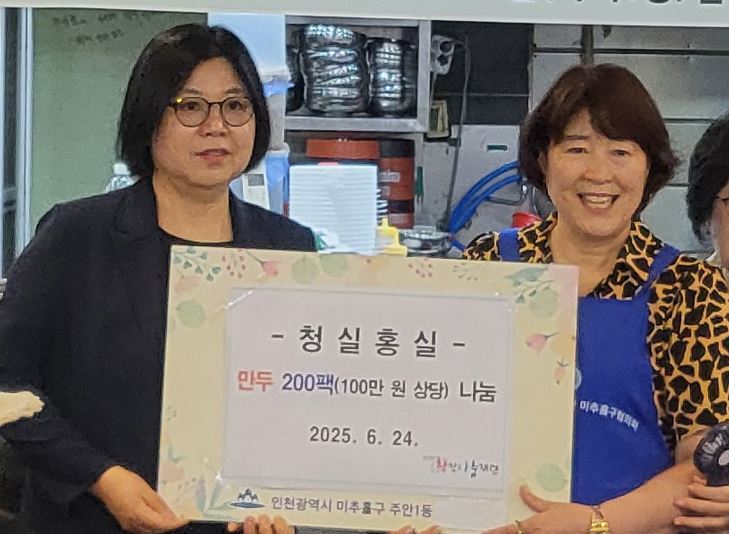 - 청실홍실 -
만두 200팩(100만 원 상당) 나눔
2025. 6. 24.
인천광역시 미추홀구 주안1동
미추홀구협의회